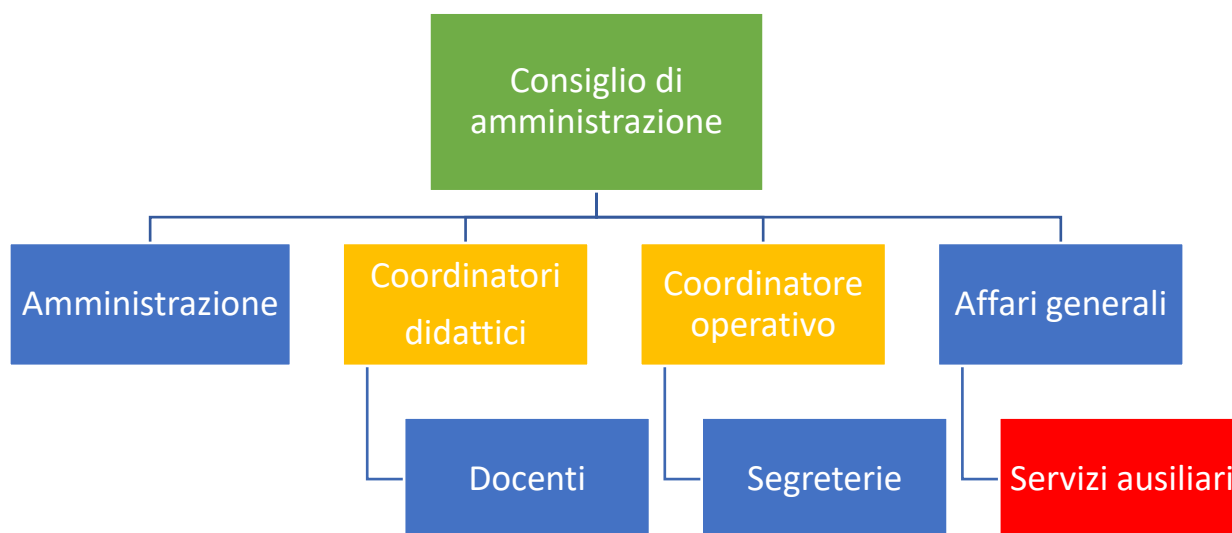 Consiglio di
amministrazione
Amministrazione
Coordinatori
didattici
Coordinatore
operativo
Affari generali
Docenti
Segreterie
Servizi ausiliari